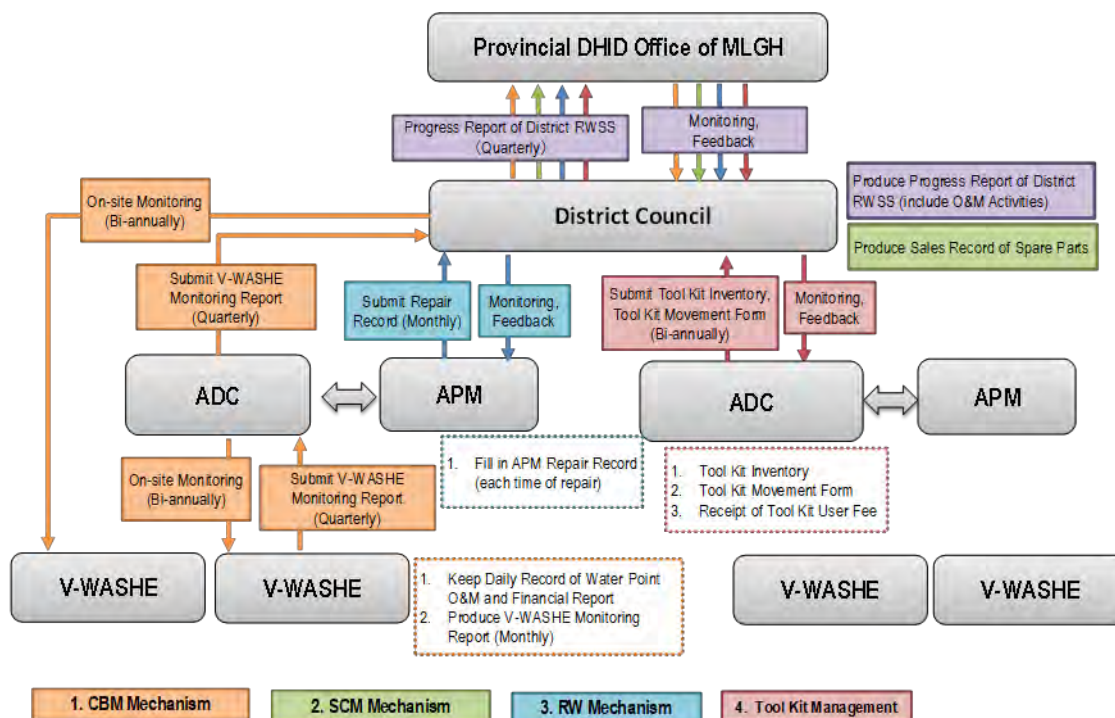 Provincial DHID Office of MLGH
Progress Report of District RWSS
(Quarterly)
Monitoring,
Feedback
On-site Monitoring
(Bi-annually)
District Council
Produce Progress Report of District
RWSS (include O&M Activities)
Produce Sales Record of Spare Parts
Submit V-WASHE
Monitoring Report
(Quarterly)
Submit Repair
Record (Monthly)
Monitoring,
Feedback
Submit Tool Kit Inventory,
Tool Kit Movement Form
(Bi-annually)
Monitoring,
Feedback
ADC
APM
ADC
APM
On-site Monitoring
(Bi-annually)
Submit V-WASHE
Monitoring Report
(Quarterly)
1. Fill in APM Repair Record
(each time of repair)
1. Tool Kit Inventory
2. Tool Kit Movement Form
3. Receipt of Tool Kit User Fee
V-WASHE
V-WASHE
1. Keep Daily Record of Water Point
O&M and Financial Report
2. Produce V-WASHE Monitoring
Report (Monthly)
V-WASHE
V-WASHE
1. CBM Mechanism
2. SCM Mechanism
3. RW Mechanism
4. Tool Kit Management